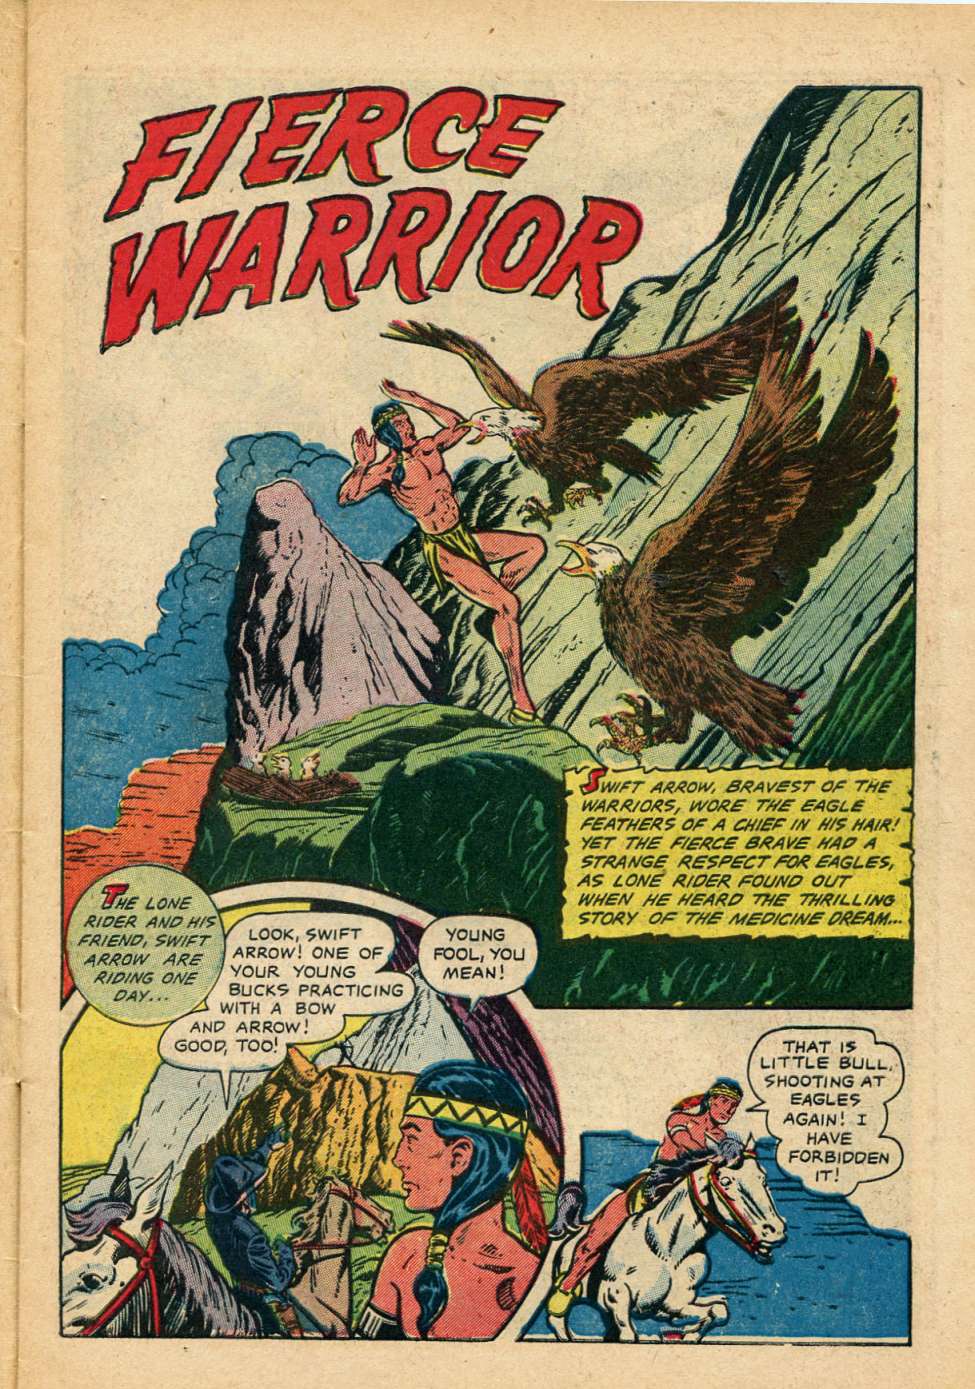 FIERCE
WARRIOR
SWIFT ARROW, BRAVEST OF THE
WARRIORS, WORE THE EAGLE
FEATHERS OF A CHIEF IN HIS HAIR!
YET THE FIERCE BRAVE HAD A
STRANGE RESPECT FOR EAGLES,
AS LONE RIDER FOUND OUT
WHEN HE HEARD THE THRILLING
STORY OF THE MEDICINE DREAM...
THE LONE
RIDER AND HIS
FRIEND, SWIFT
ARROW ARE
RIDING ONE
DAY...
LOOK, SWIFT
ARROW! ONE OF
YOUR YOUNG
BUCKS PRACTICING
WITH A BOW
AND ARROW!
GOOD, TOO!
YOUNG
FOOL, YOU
MEAN!
THAT IS
LITTLE BULL,
SHOOTING AT
EAGLES
AGAIN! I
HAVE
FORBIDDEN
IT!